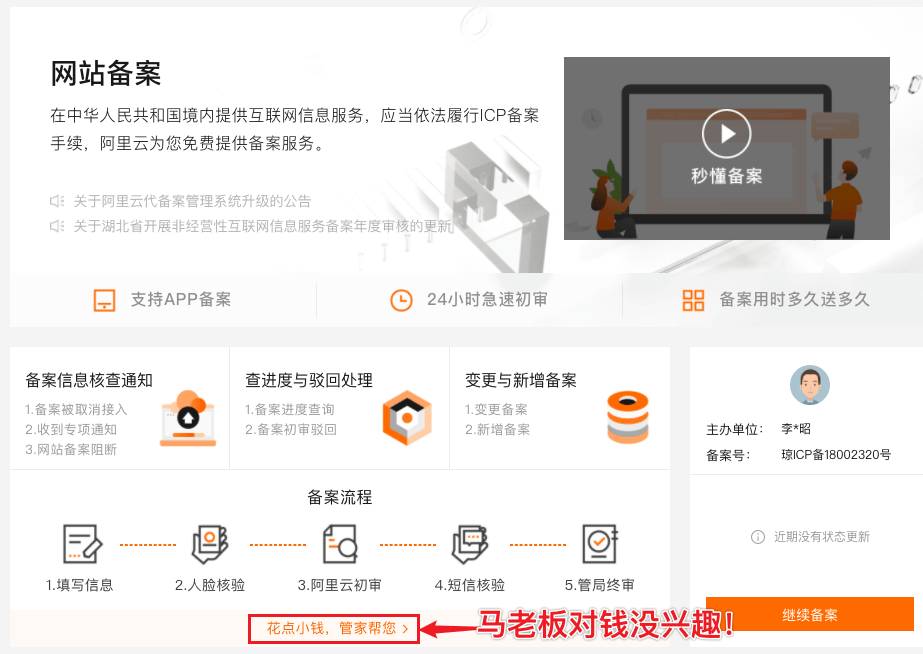 网站备案
在中华人民共和国境内提供互联网信息服务，应当依法履行ICP备案
手续，阿里云为您免费提供备案服务。
关于阿里云代备案管理系统升级的公告
关于湖北省开展非经营性互联网信息服务备案年度审核的更新
秒懂备案
支持APP备案
24小时急速初审
备案用时多久送多久
备案信息核查通知
1.备案被取消接入
2.收到专项通知
3.网站备案阻断
查进度与驳回处理
1.备案进度查询
2.备案初审驳回
变更与新增备案
1.变更备案
2.新增备案
主办单位： 李*昭
备案号： 琼ICP备18002320号
备案流程
1.填写信息
2.人脸核验
3.阿里云初审
4.短信核验
5.管局终审
近期没有状态更新
花点小钱，管家帮您 >
马老板对钱没兴趣！
继续备案